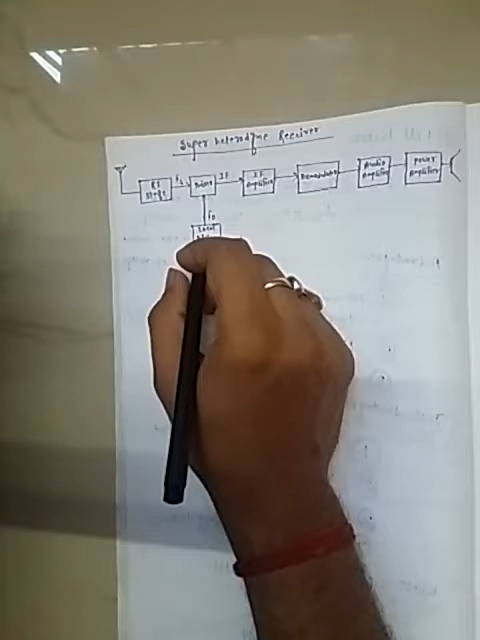 Super heterodyne Receiver
RF Stage
fs
Mixer
IF
IF Amplifier
Demodulator
Audio Amplifier
Power Amplifier
fo
Local